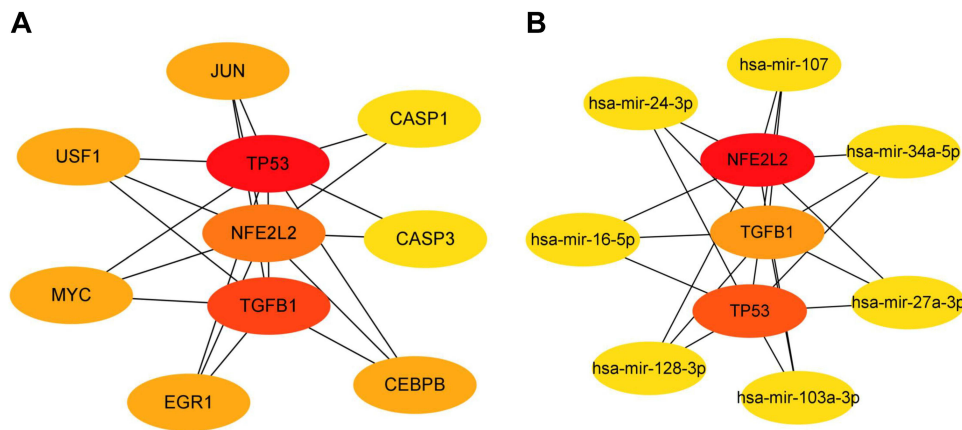 A
B
JUN
CASP1
USF1
TP53
NFE2L2
CASP3
MYC
TGFB1
EGR1
CEBPB
hsa-mir-107
hsa-mir-24-3p
NFE2L2
hsa-mir-34a-5p
hsa-mir-16-5p
TGFB1
TP53
hsa-mir-27a-3p
hsa-mir-128-3p
hsa-mir-103a-3p